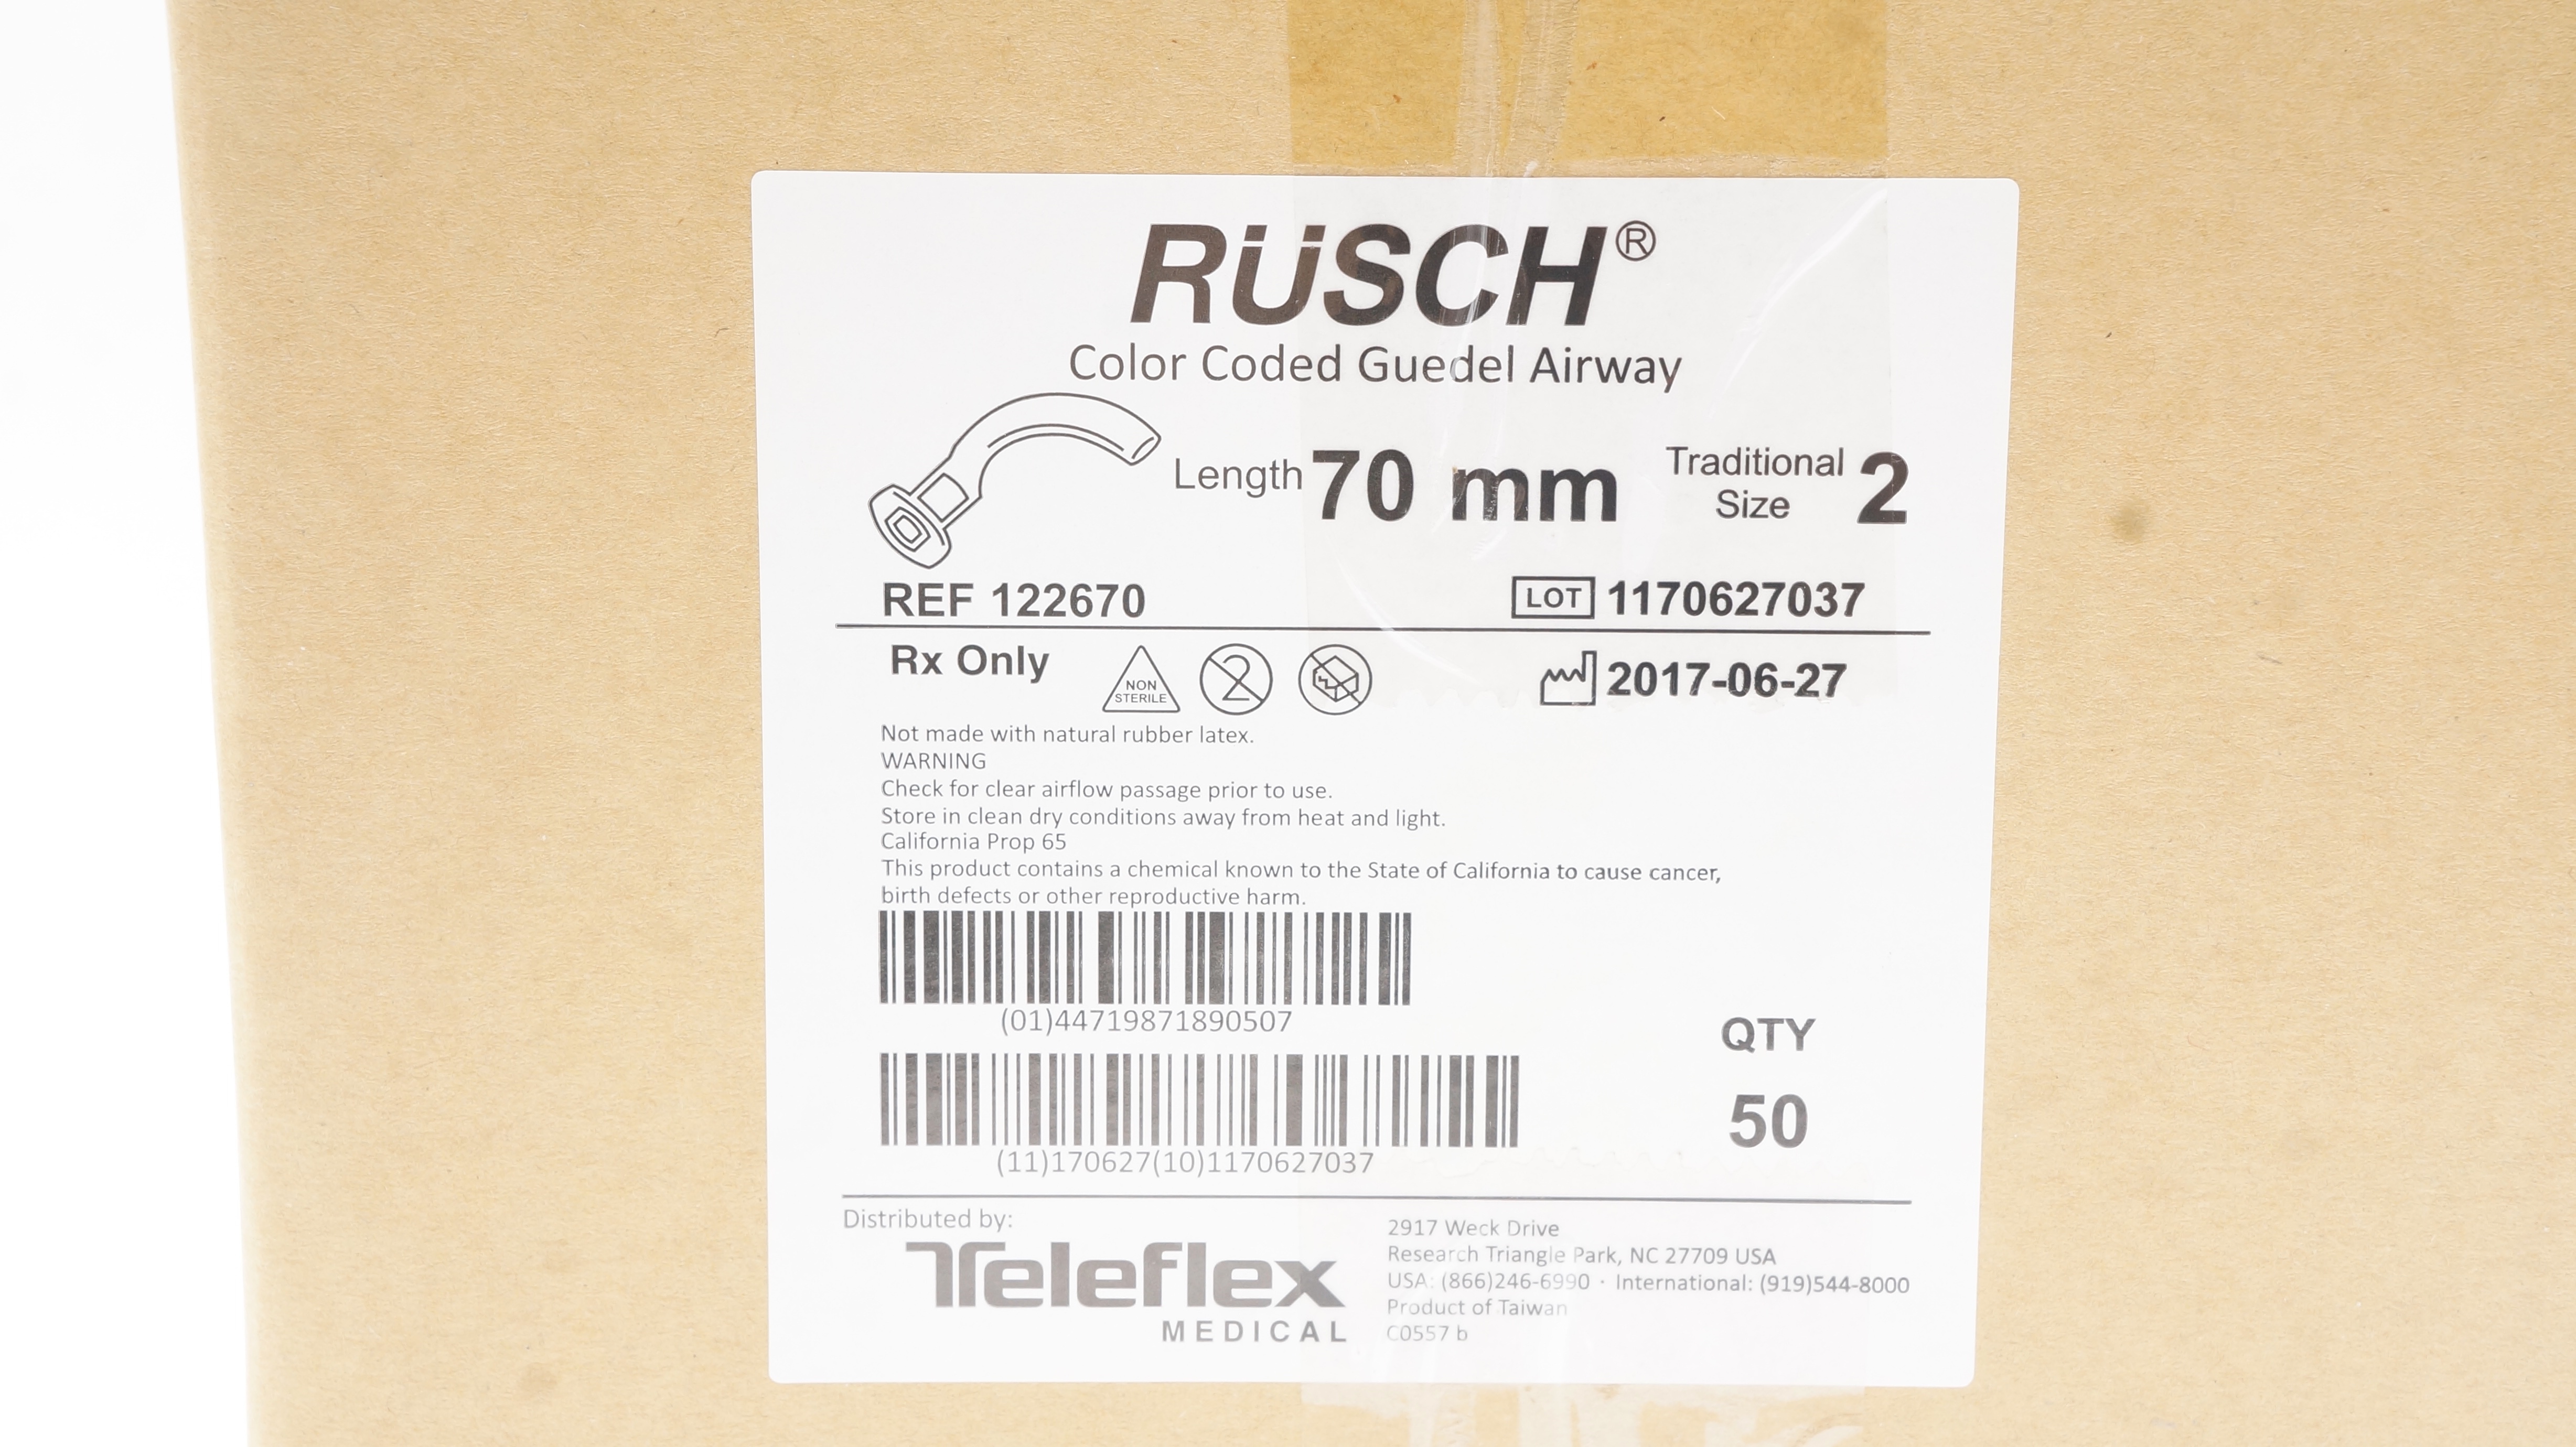 RÜSCH®
Color Coded Guedel Airway
Length 70 mm Traditional Size 2
REF 122670 LOT 1170627037
Rx Only NON STERILE 2 2017-06-27
Not made with natural rubber latex.
WARNING
Check for clear airflow passage prior to use.
Store in clean dry conditions away from heat and light.
California Prop 65
This product contains a chemical known to the State of California to cause cancer,
birth defects or other reproductive harm.
(01)44719871890507
QTY
50
(11)170627(10)1170627037
Distributed by:
Teleflex
MEDICAL
2917 Weck Drive
Research Triangle Park, NC 27709 USA
USA: (866)246-6990 · International: (919)544-8000
Product of Taiwan
C0557 b